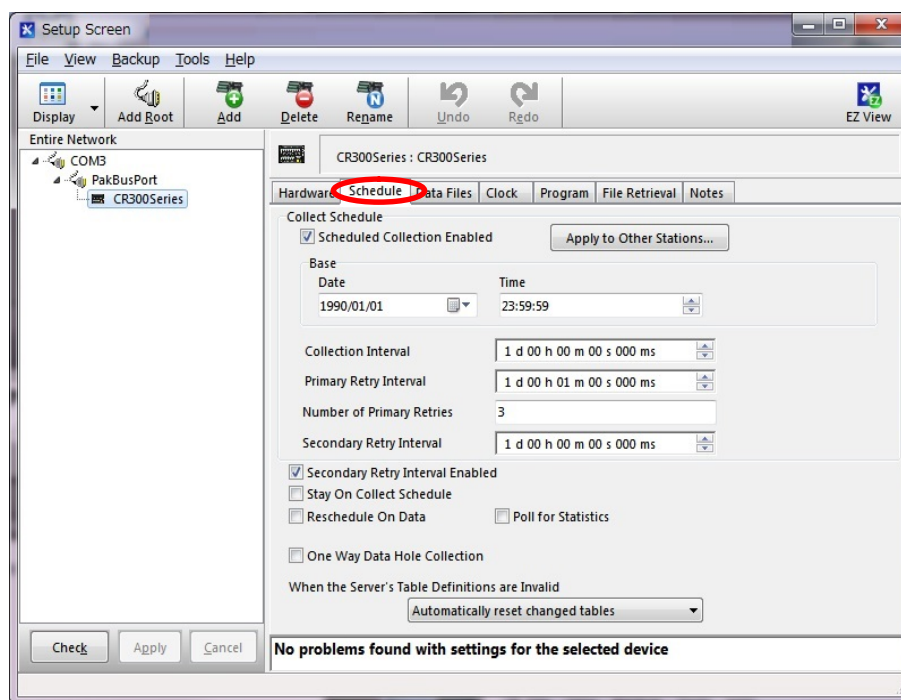 Setup Screen
File View Backup Tools Help
Display Add Root Add Delete Rename Undo Redo EZ View
Entire Network
COM3
PakBusPort
CR300Series
CR300Series : CR300Series
Hardware Schedule Data Files Clock Program File Retrieval Notes
Collect Schedule
Scheduled Collection Enabled Apply to Other Stations...
Base
Date Time
1990/01/01 23:59:59
Collection Interval 1 d 00 h 00 m 00 s 000 ms
Primary Retry Interval 1 d 00 h 01 m 00 s 000 ms
Number of Primary Retries 3
Secondary Retry Interval 1 d 00 h 00 m 00 s 000 ms
Secondary Retry Interval Enabled
Stay On Collect Schedule
Reschedule On Data Poll for Statistics
One Way Data Hole Collection
When the Server's Table Definitions are Invalid
Automatically reset changed tables
Check Apply Cancel No problems found with settings for the selected device